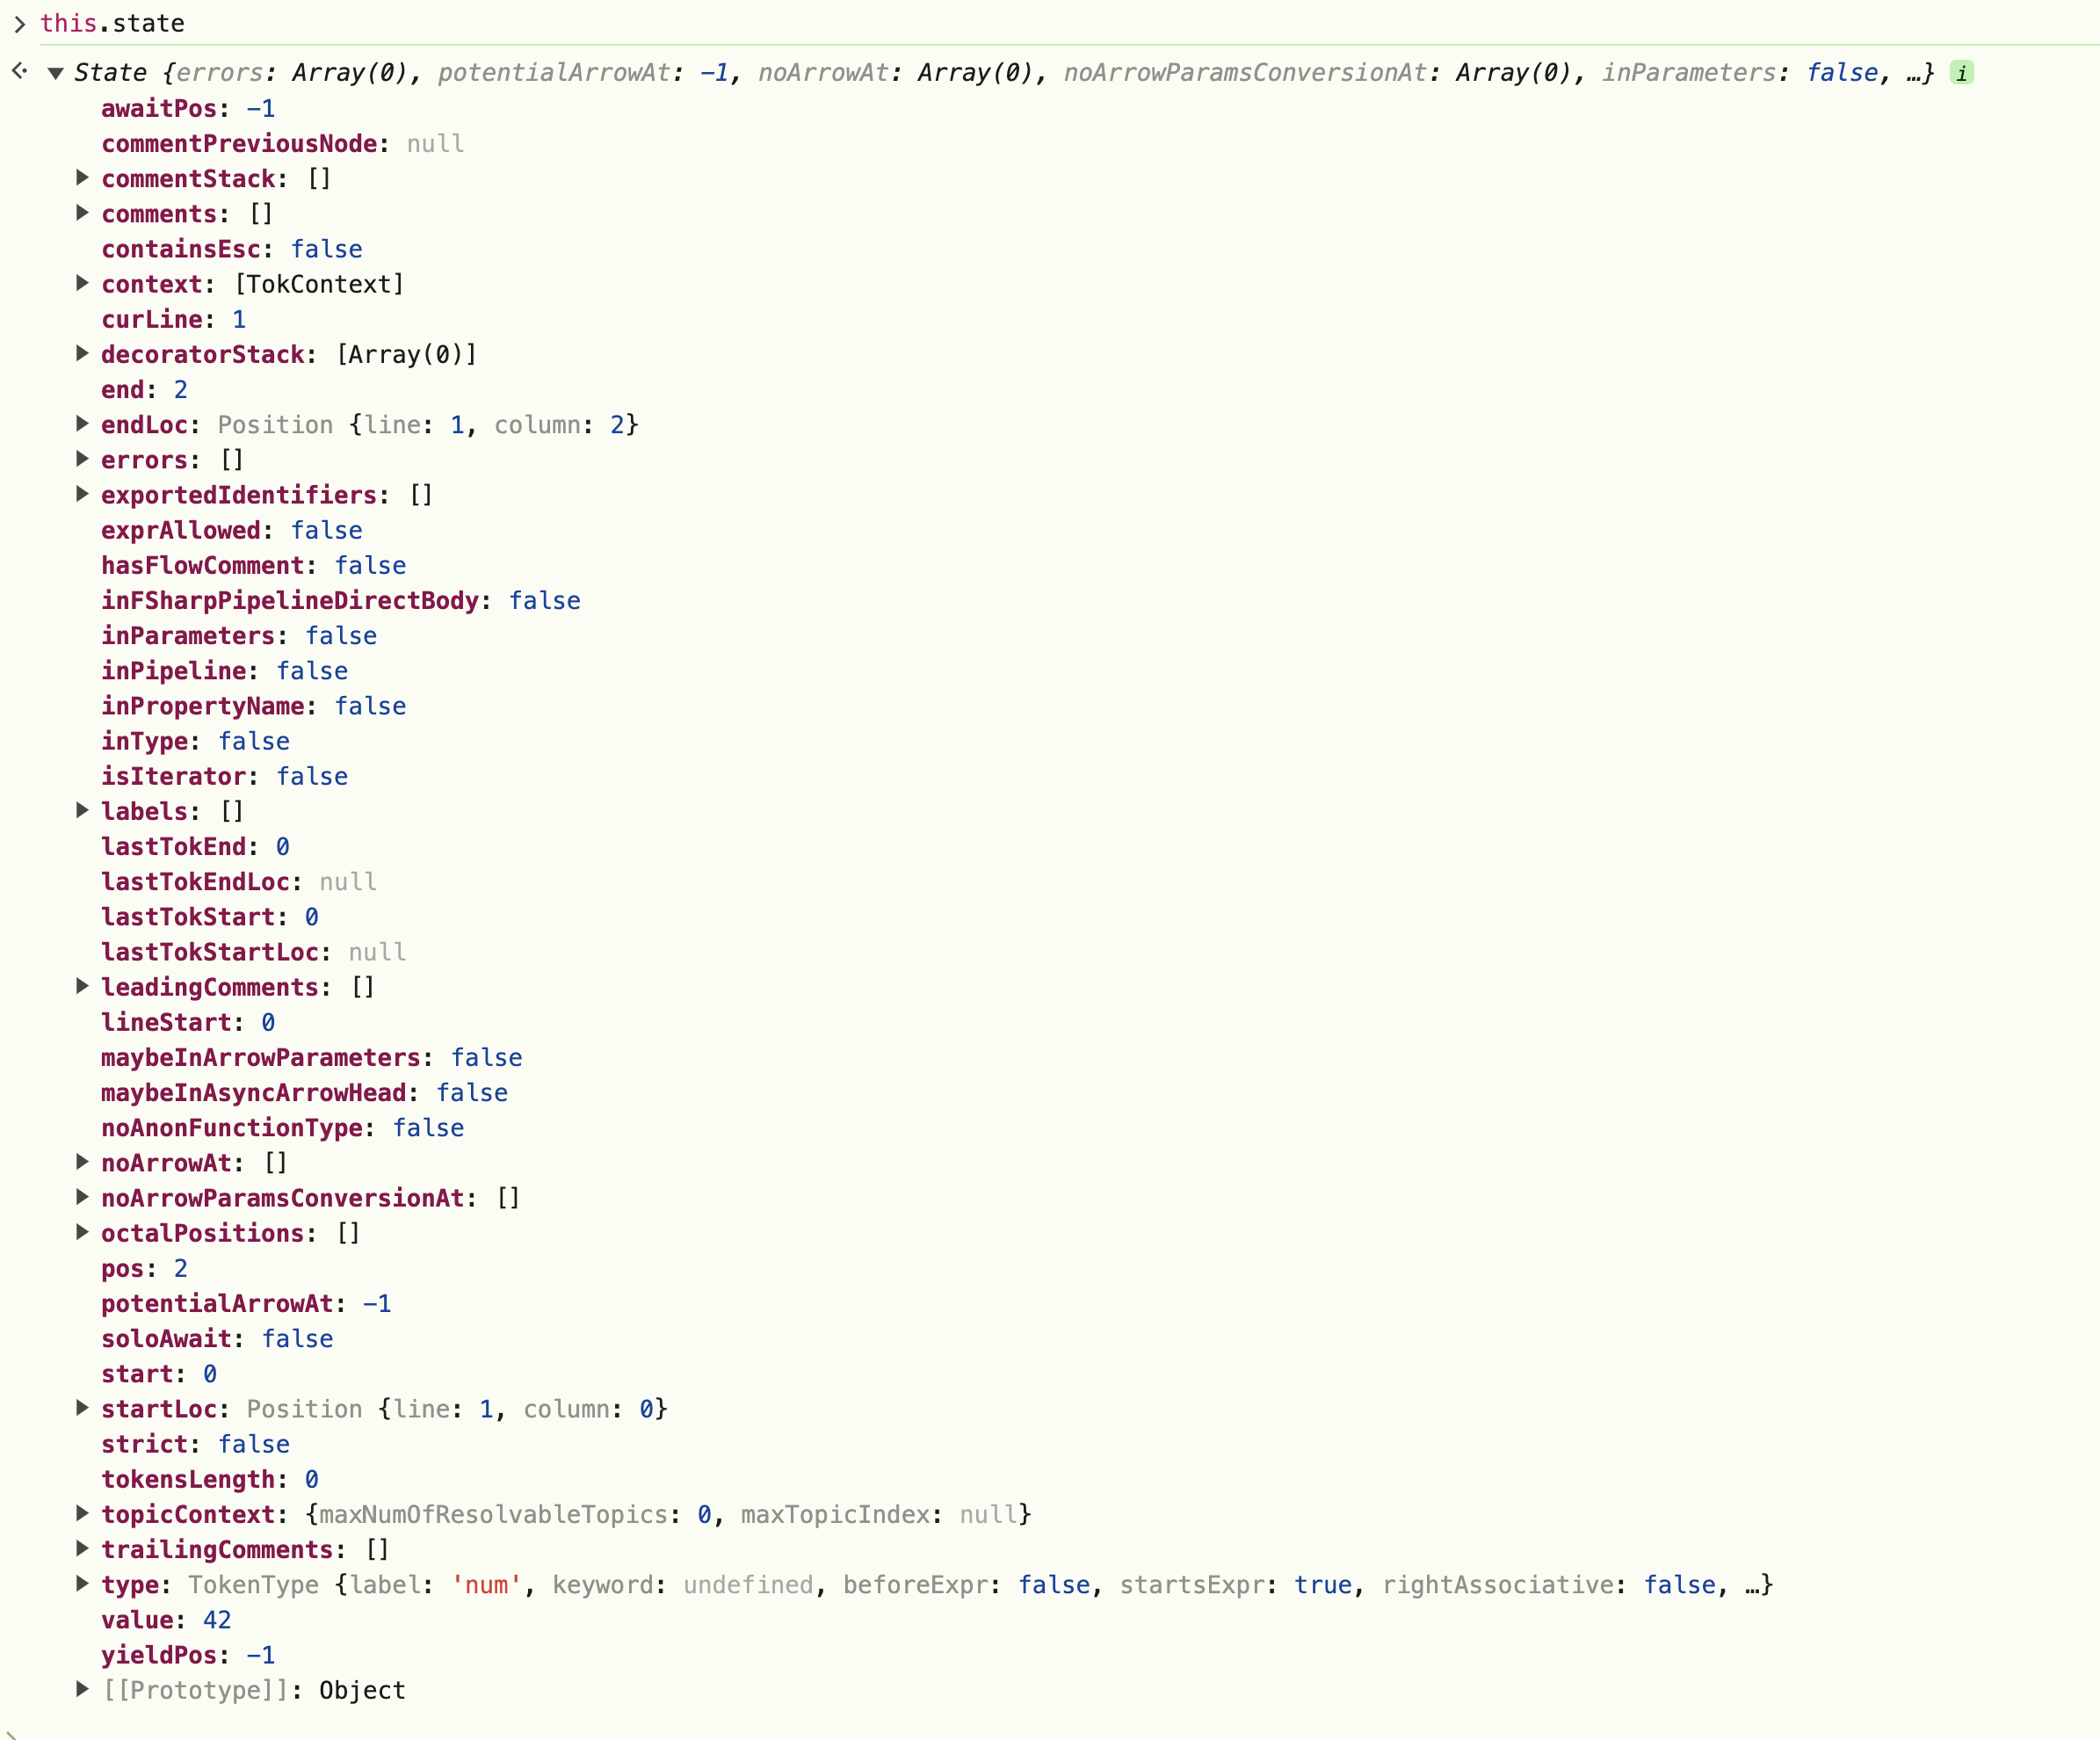 this.state
State {errors: Array(0), potentialArrowAt: −1, noArrowAt: Array(0), noArrowParamsConversionAt: Array(0), inParameters: false, …} i
awaitPos: −1
commentPreviousNode: null
commentStack: []
comments: []
containsEsc: false
context: [TokContext]
curLine: 1
decoratorStack: [Array(0)]
end: 2
endLoc: Position {line: 1, column: 2}
errors: []
exportedIdentifiers: []
exprAllowed: false
hasFlowComment: false
inFSharpPipelineDirectBody: false
inParameters: false
inPipeline: false
inPropertyName: false
inType: false
isIterator: false
labels: []
lastTokEnd: 0
lastTokEndLoc: null
lastTokStart: 0
lastTokStartLoc: null
leadingComments: []
lineStart: 0
maybeInArrowParameters: false
maybeInAsyncArrowHead: false
noAnonFunctionType: false
noArrowAt: []
noArrowParamsConversionAt: []
octalPositions: []
pos: 2
potentialArrowAt: −1
soloAwait: false
start: 0
startLoc: Position {line: 1, column: 0}
strict: false
tokensLength: 0
topicContext: {maxNumOfResolvableTopics: 0, maxTopicIndex: null}
trailingComments: []
type: TokenType {label: 'num', keyword: undefined, beforeExpr: false, startsExpr: true, rightAssociative: false, …}
value: 42
yieldPos: −1
[[Prototype]]: Object